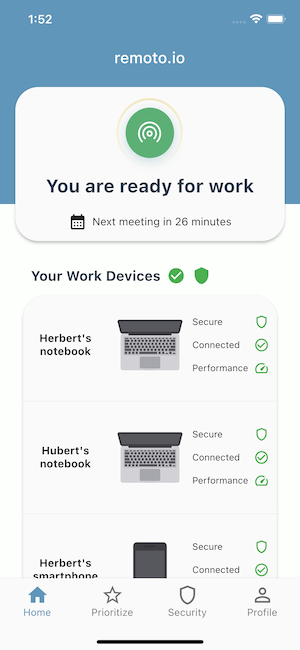 1:52
remoto.io
You are ready for work
Next meeting in 26 minutes
Your Work Devices
Herbert's
notebook
Secure
Connected
Performance
Hubert's
notebook
Secure
Connected
Performance
Herbert's
smartphone
Secure
Connected
Home
Prioritize
Security
Profile